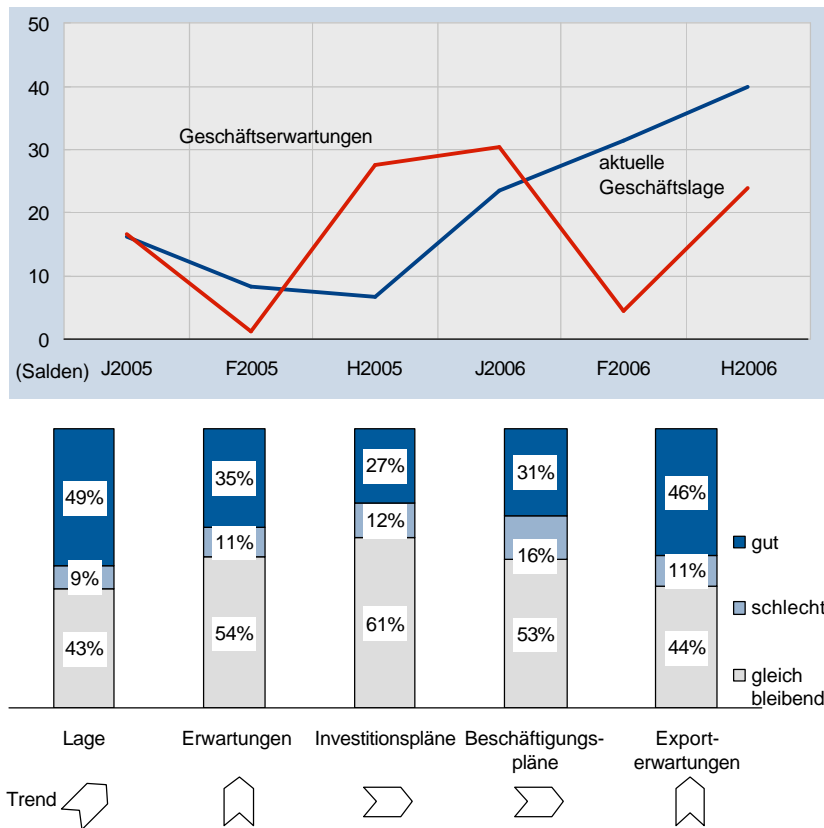 50
40
30
20
10
0
Geschäftserwartungen
aktuelle
Geschäftslage
(Salden) J2005 F2005 H2005 J2006 F2006 H2006
49% 35% 27% 31% 46%
9% 11% 12% 16% 11%
43% 54% 61% 53% 44%
gut
schlecht
gleich
bleibend
Lage Erwartungen Investitionspläne Beschäftigungs- Export-
pläne erwartungen
Trend